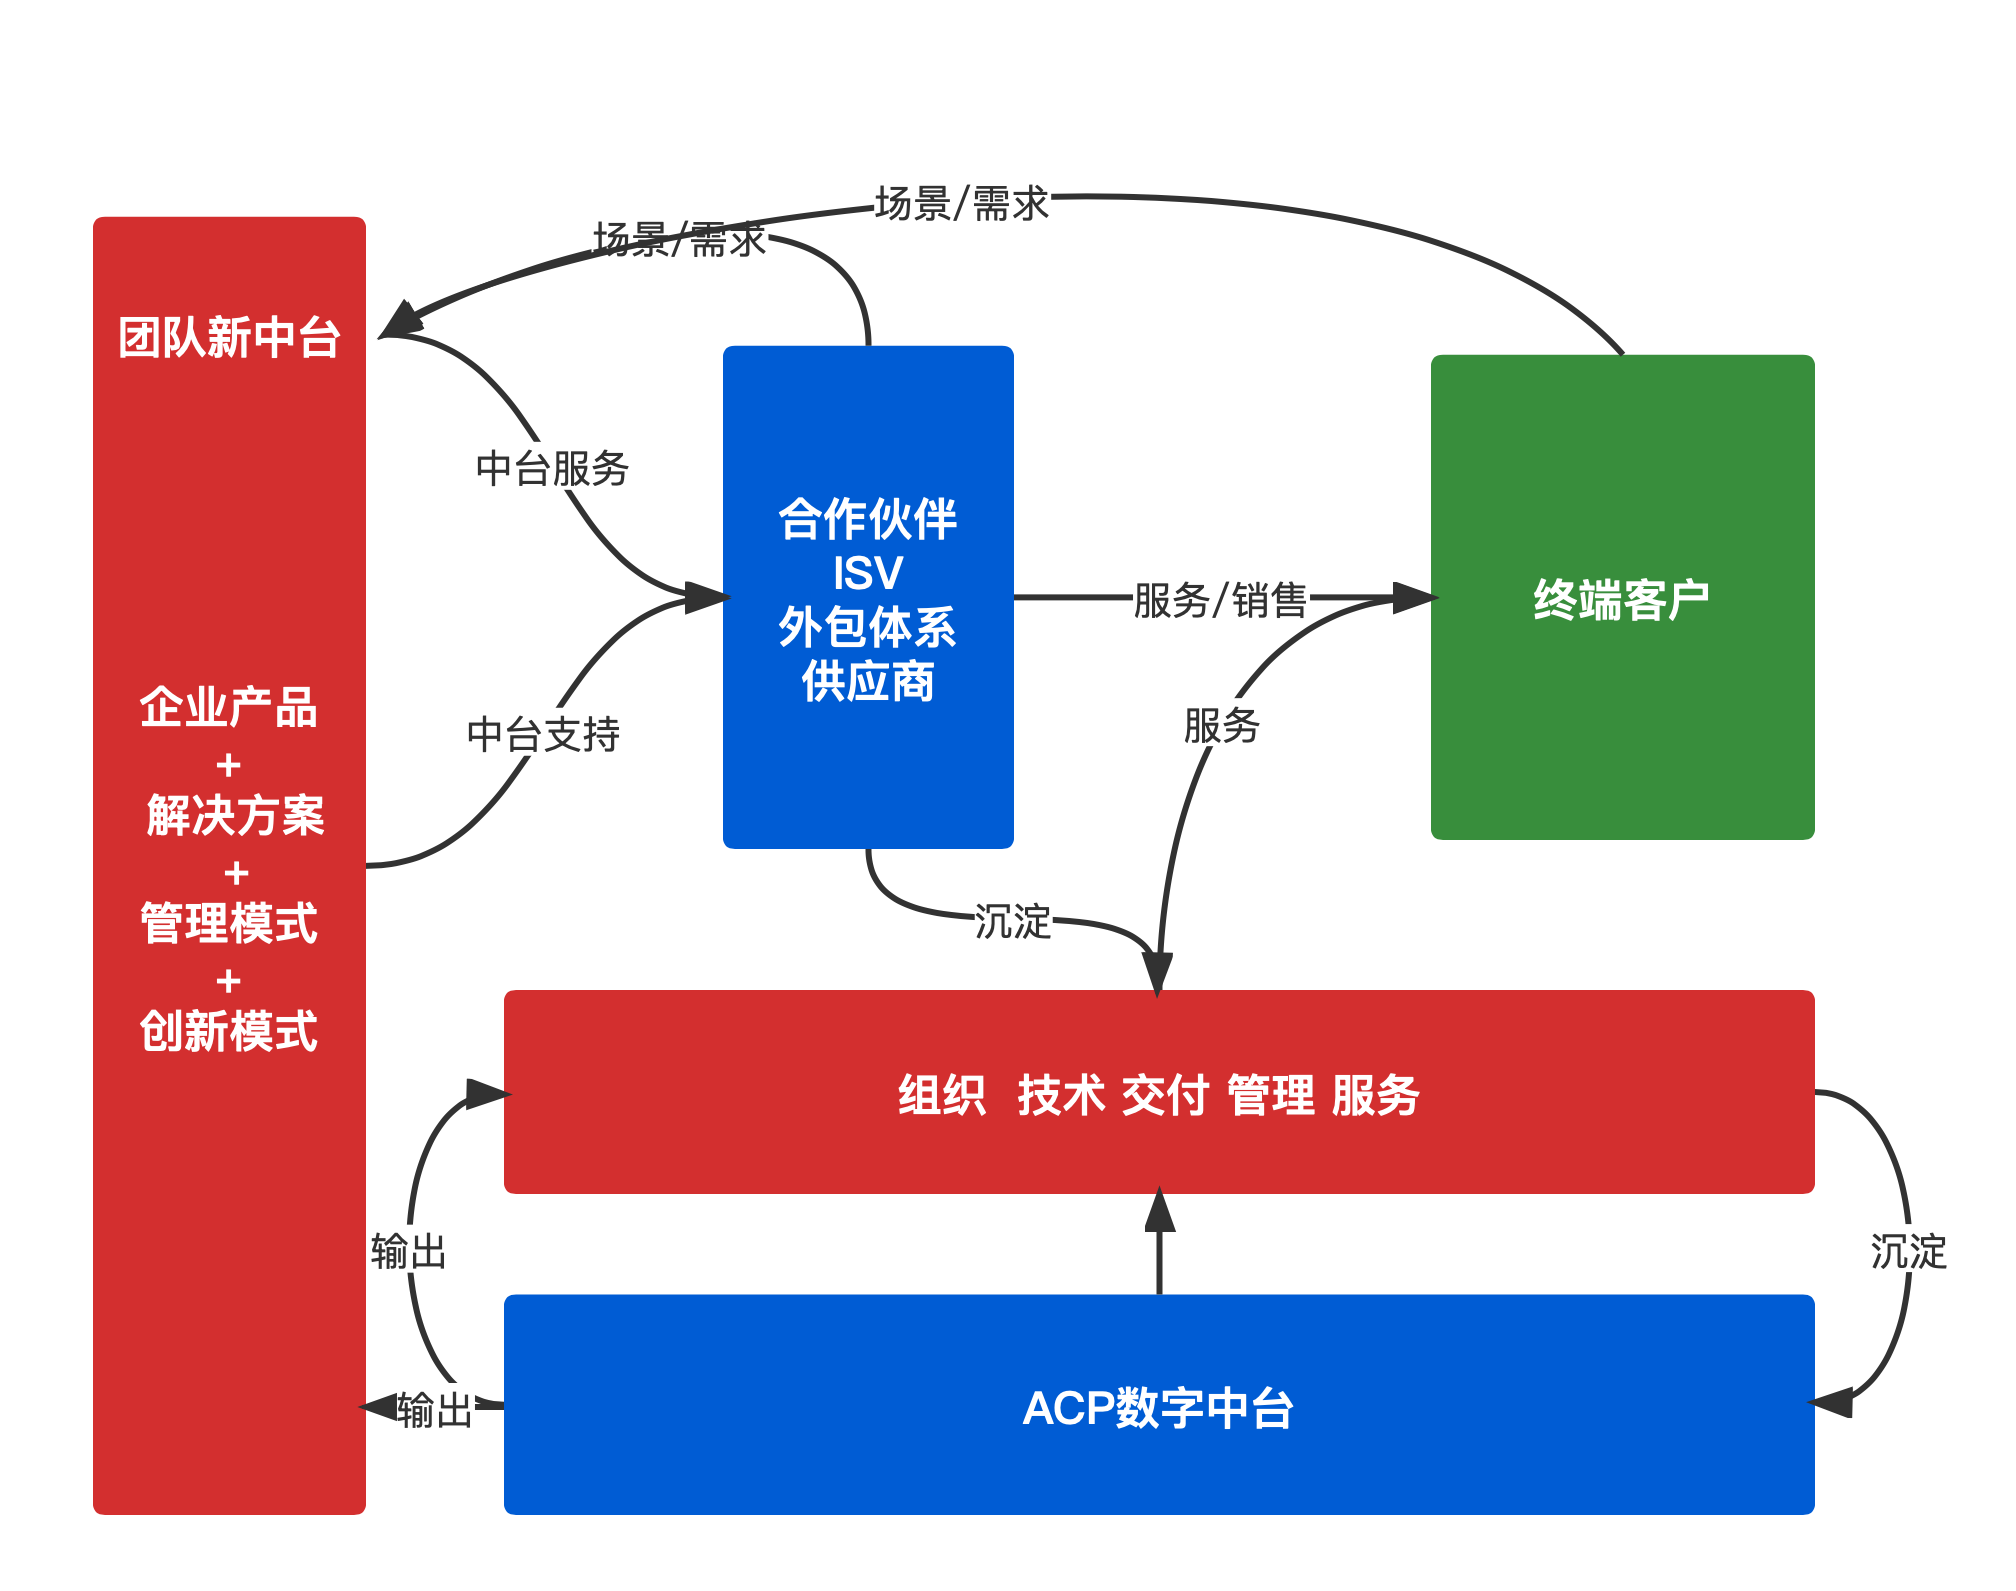 场景/需求
场景/需求
团队新中台
中台服务
合作伙伴
ISV
外包体系
供应商
服务/销售
终端客户
企业产品
+
解决方案
+
管理模式
+
创新模式
中台支持
服务
沉淀
组织 技术 交付 管理 服务
输出
沉淀
输出
ACP数字中台